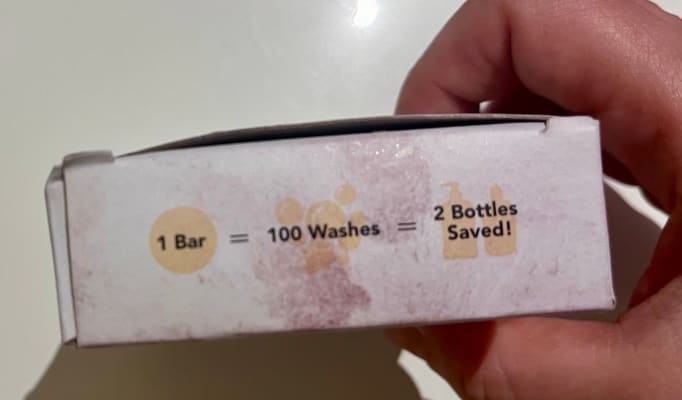 1 Bar = 100 Washes = 2 Bottles
Saved!